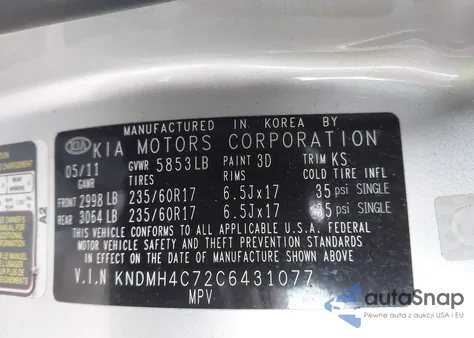 MANUFACTURED IN KOREA BY
KIA KIA MOTORS CORPORATION
05/11 GVWR 5853LB PAINT 3D TRIM KS
GAWR TIRES RIMS COLD TIRE INFL
FRONT 2998 LB 235/60R17 6.5Jx17 35 psi SINGLE
REAR 3064 LB 235/60R17 6.5Jx17 35 psi SINGLE
THIS VEHICLE CONFORMS TO ALL APPLICABLE U.S.A. FEDERAL
MOTOR VEHICLE SAFETY AND THEFT PREVENTION STANDARDS
IN EFFECT ON THE DATE OF MANUFACTURE SHOWN ABOVE.
V.I.N KNDMH4C72C6431077
MPV
A2
autoSnap
Pewne auta z USA i EU